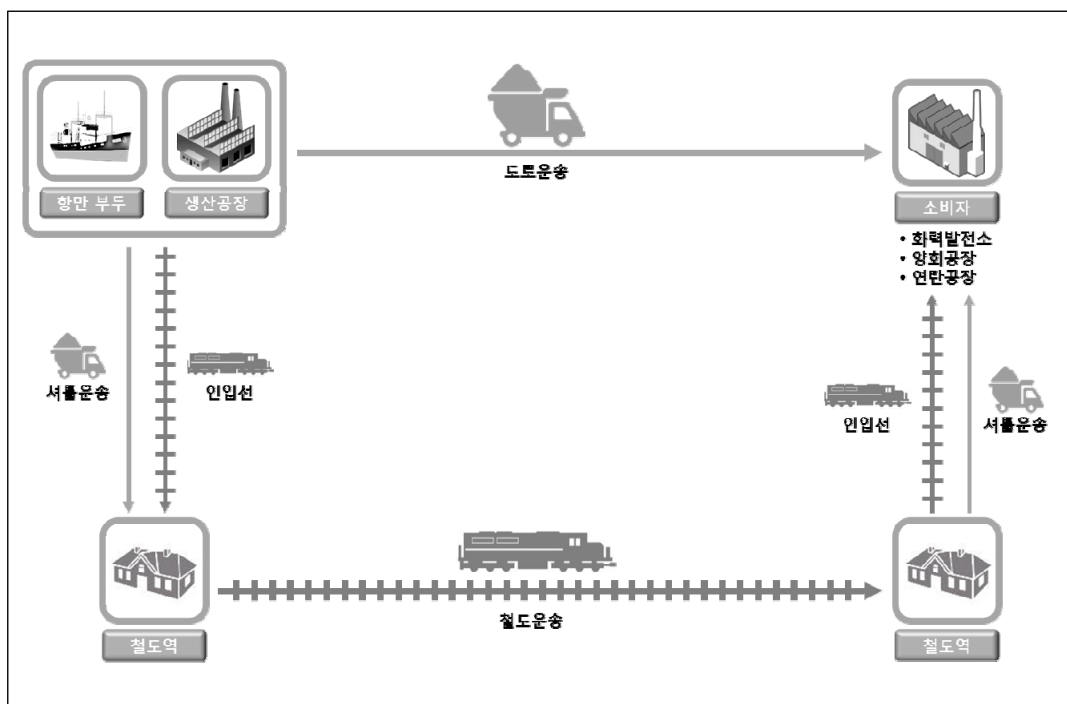 도로운송
항만 부두
생산공장
소비자
• 화력발전소
• 양회공장
• 연탄공장
셔틀운송
인입선
인입선
셔틀운송
철도운송
철도역
철도역